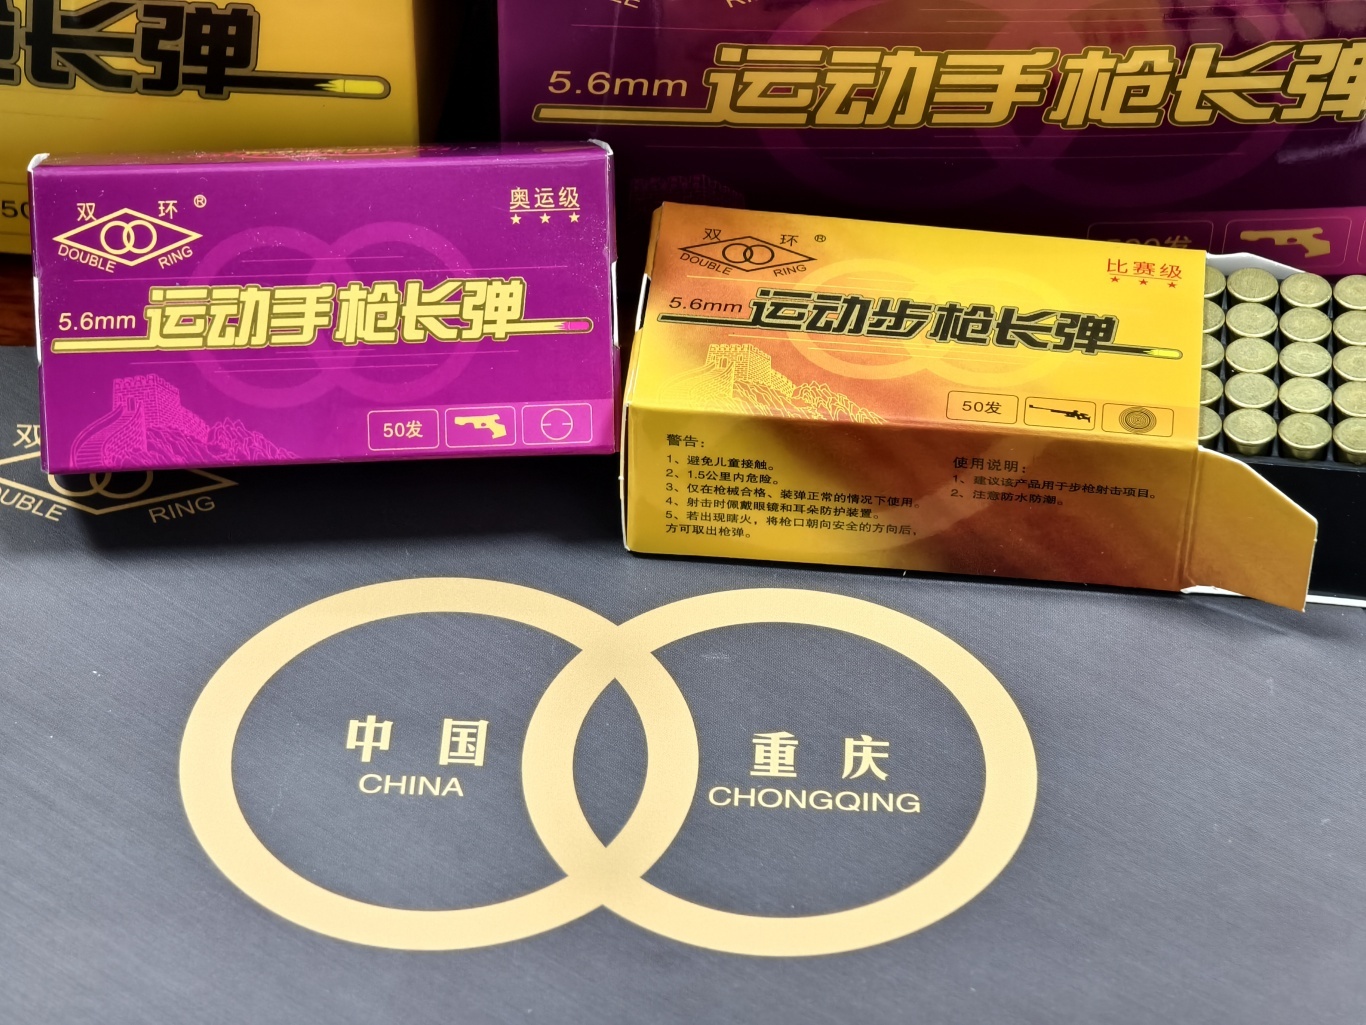 长弹
5.6mm 运动手枪长弹
双环®
DOUBLE RING
奥运级
5.6mm 运动手枪长弹
50发
双环®
DOUBLE RING
比赛级
5.6mm 运动步枪长弹
50发
警告：
1、避免儿童接触。
2、1.5公里内危险。
3、仅在枪械合格、装弹正常的情况下使用。
4、射击时佩戴眼镜和耳朵防护装置。
5、若出现瞎火，将枪口朝向安全的方向后，
方可取出枪弹。
使用说明：
1、建议该产品用于步枪射击项目。
2、注意防水防潮。
双
DOUBLE RING
中国
CHINA
重庆
CHONGQING